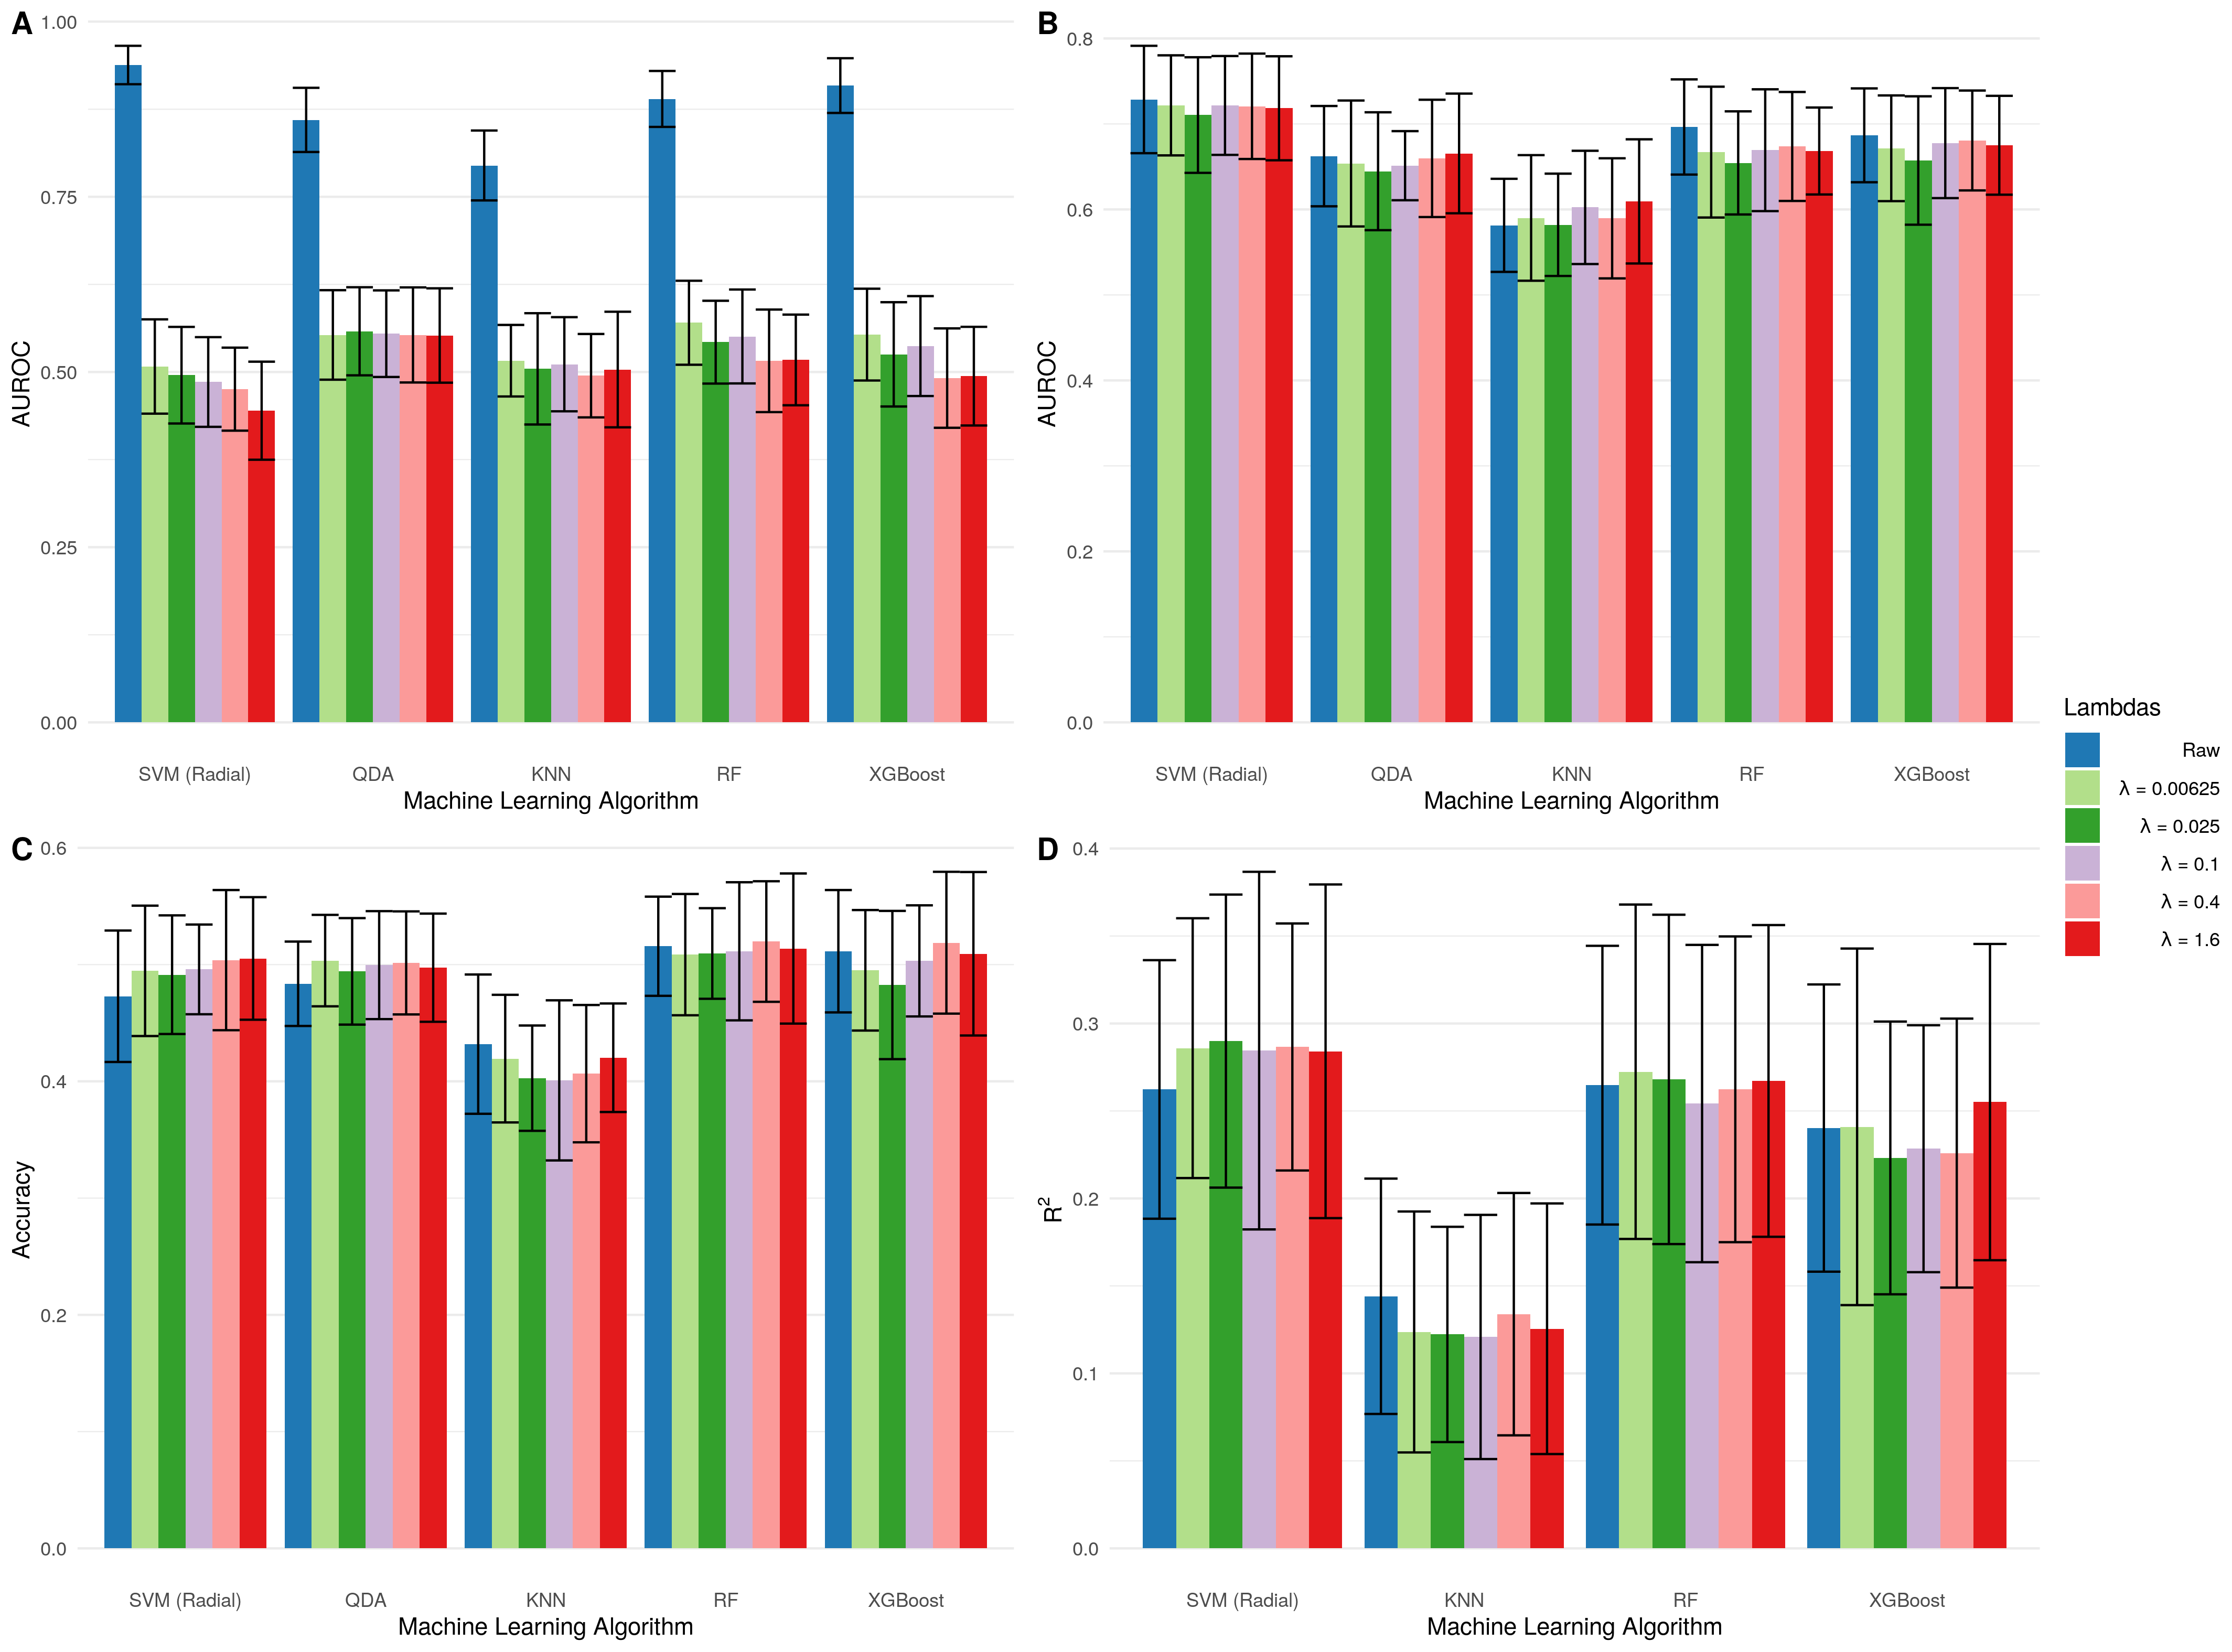 A
1.00
0.75
0.50
0.25
0.00
AUROC
SVM (Radial) QDA KNN RF XGBoost
Machine Learning Algorithm
B
0.8
0.6
0.4
0.2
0.0
AUROC
SVM (Radial) QDA KNN RF XGBoost
Machine Learning Algorithm
C
0.6
0.4
0.2
0.0
Accuracy
SVM (Radial) QDA KNN RF XGBoost
Machine Learning Algorithm
D
0.4
0.3
0.2
0.1
0.0
R²
SVM (Radial) KNN RF XGBoost
Machine Learning Algorithm
Lambdas
Raw
λ = 0.00625
λ = 0.025
λ = 0.1
λ = 0.4
λ = 1.6